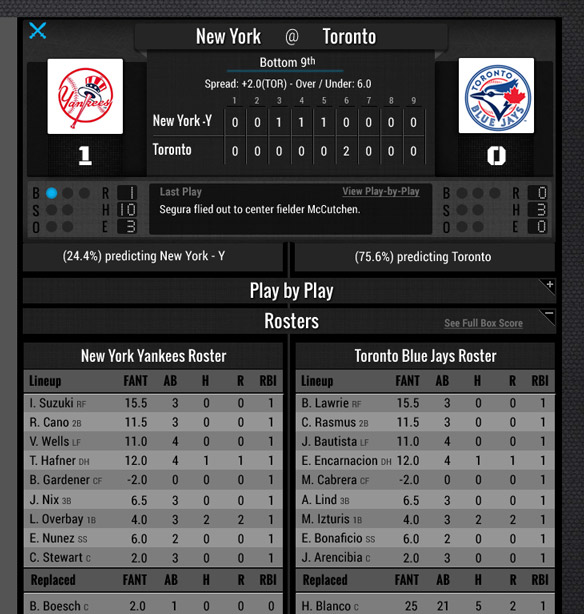 New York @ Toronto
Bottom 9th
Spread: +2.0(TOR) - Over / Under: 6.0
1 2 3 4 5 6 7 8 9
New York -Y 0 0 1 1 1 0 0 0 0
Toronto 0 0 0 0 0 2 0 0 0
Yankees
1
TORONTO
BLUE JAYS
0
B R 1
S H 10
O E 3
Last Play View Play-by-Play
Segura flied out to center fielder McCutchen.
B R 0
S H 3
O E 0
(24.4%) predicting New York - Y
(75.6%) predicting Toronto
Play by Play +
Rosters
See Full Box Score −
New York Yankees Roster
Lineup FANT AB H R RBI
I. Suzuki RF 15.5 3 0 0 1
R. Cano 2B 11.5 3 0 0 1
V. Wells LF 11.0 4 0 0 1
T. Hafner DH 12.0 4 1 1 1
B. Gardener CF -2.0 3 0 0 1
J. Nix 3B 6.5 3 0 0 1
L. Overbay 1B 4.0 3 2 2 1
E. Nunez SS 6.0 2 0 0 1
C. Stewart C 2.0 3 0 0 1
Replaced FANT AB H R RBI
B. Boesch C 2.0 1 0 0 0
Toronto Blue Jays Roster
Lineup FANT AB H R RBI
B. Lawrie RF 15.5 3 0 0 1
C. Rasmus 2B 11.5 3 0 0 1
J. Bautista LF 11.0 4 0 0 1
E. Encarnacion DH 12.0 4 1 1 1
M. Cabrera CF -2.0 3 0 0 1
A. Lind 3B 6.5 3 0 0 1
M. Izturis 1B 4.0 3 2 2 1
E. Bonaficio SS 6.0 2 0 0 1
J. Arencibia C 2.0 3 0 0 1
Replaced FANT AB H R RBI
H. Blanco C 25 21 5 2 1